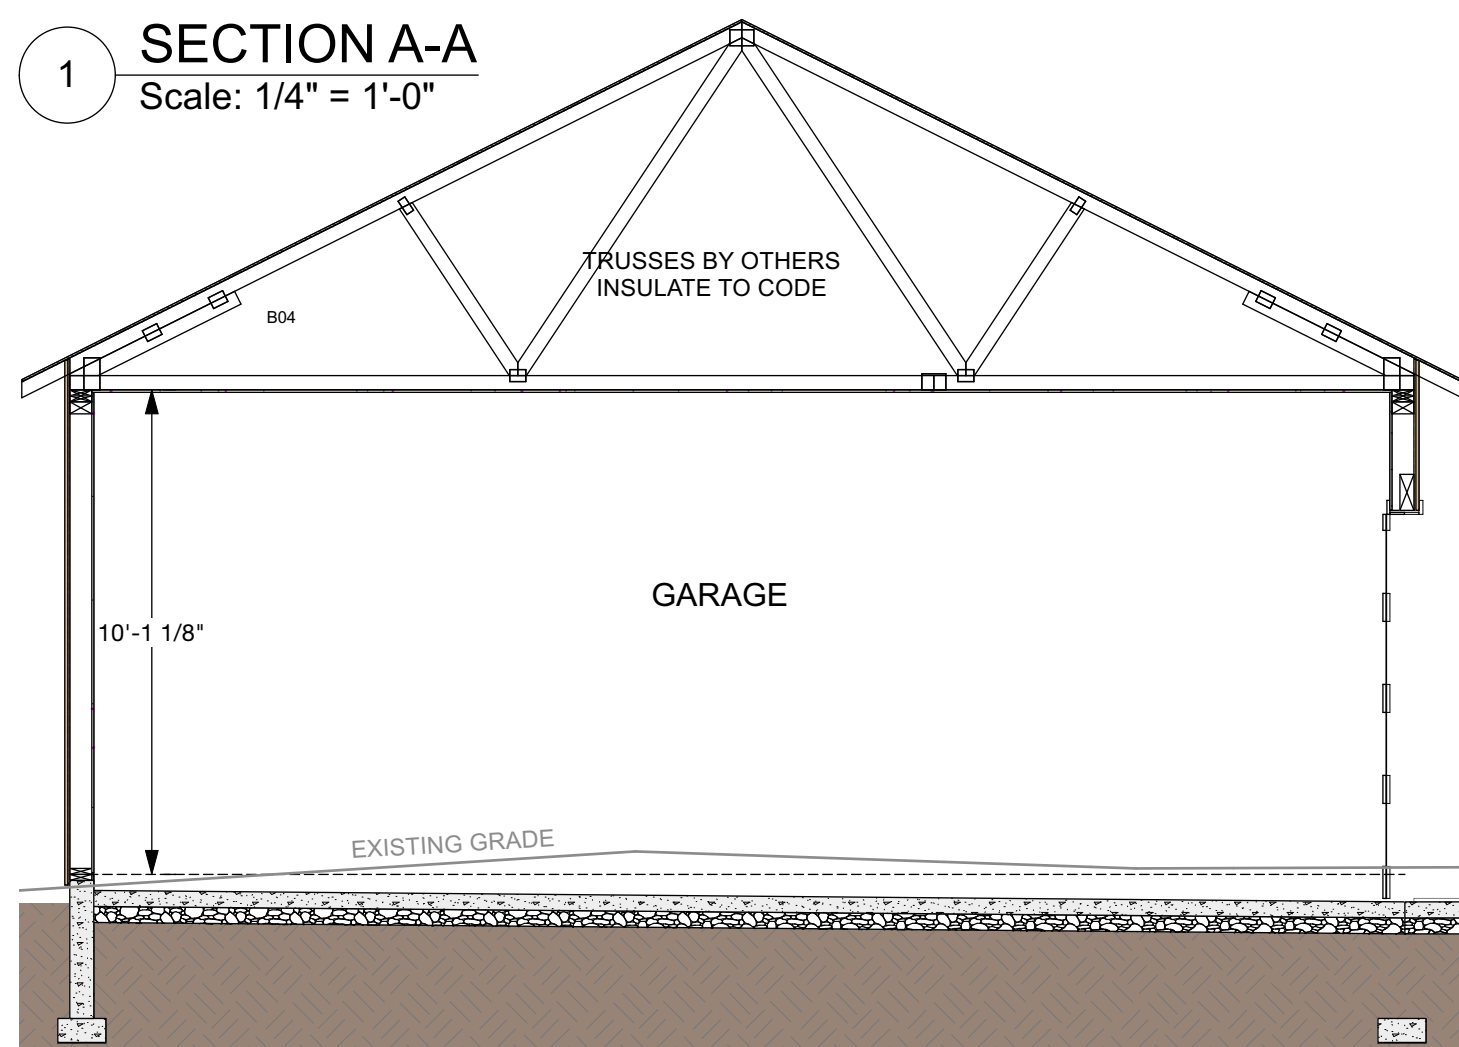 1
SECTION A-A
Scale: 1/4" = 1'-0"
TRUSSES BY OTHERS
INSULATE TO CODE
B04
GARAGE
10'-1 1/8"
EXISTING GRADE